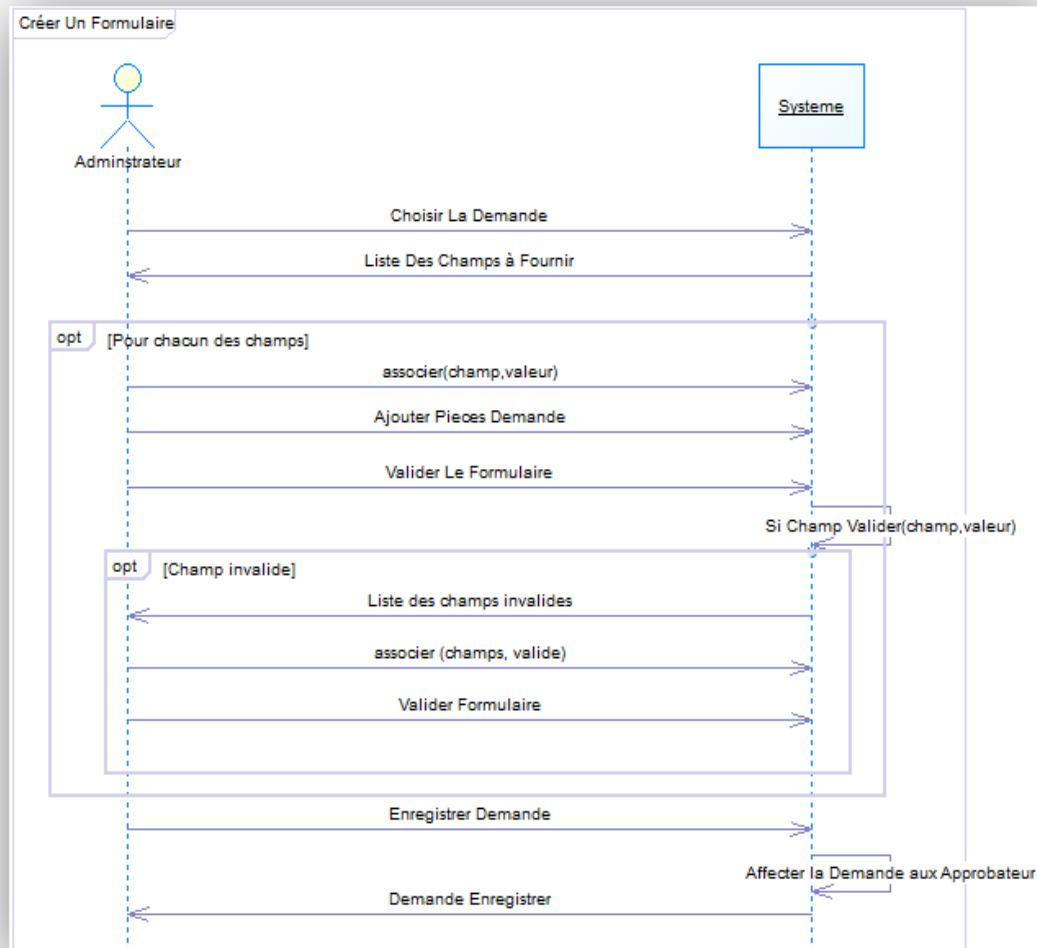 Créer Un Formulaire
Systeme
Adminstrateur
Choisir La Demande
Liste Des Champs à Fournir
opt [Pour chacun des champs]
associer(champ,valeur)
Ajouter Pieces Demande
Valider Le Formulaire
Si Champ Valider(champ,valeur)
opt [Champ invalide]
Liste des champs invalides
associer (champs, valide)
Valider Formulaire
Enregistrer Demande
Affecter la Demande aux Approbateur
Demande Enregistrer